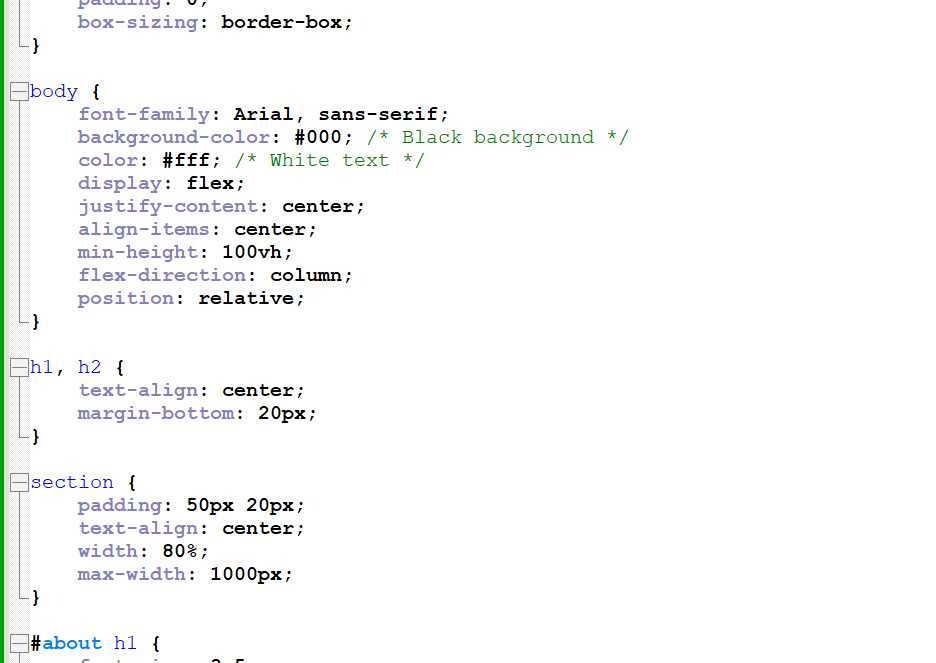 padding: 0;
box-sizing: border-box;
}
body {
font-family: Arial, sans-serif;
background-color: #000; /* Black background */
color: #fff; /* White text */
display: flex;
justify-content: center;
align-items: center;
min-height: 100vh;
flex-direction: column;
position: relative;
}
h1, h2 {
text-align: center;
margin-bottom: 20px;
}
section {
padding: 50px 20px;
text-align: center;
width: 80%;
max-width: 1000px;
}
#about h1 {